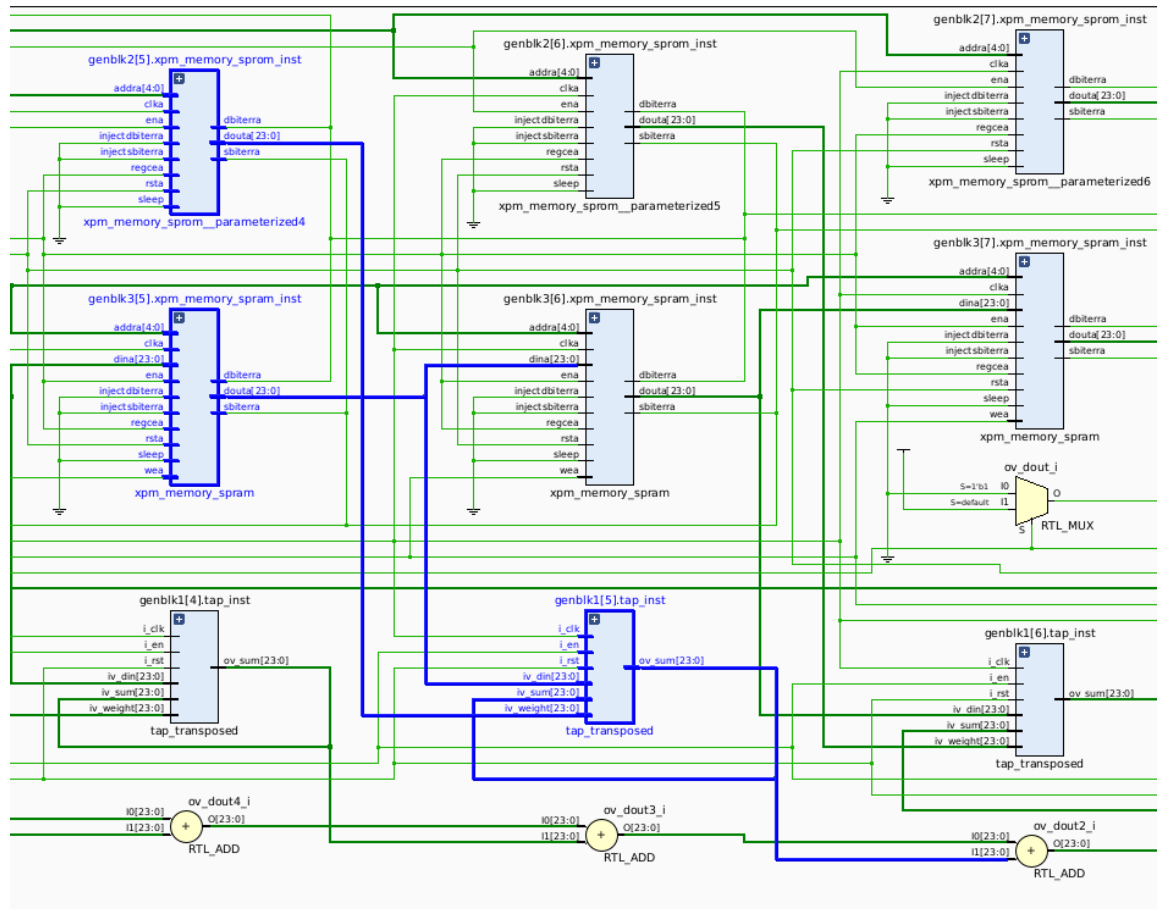 genblk2[5].xpm_memory_sprom_inst
addra[4:0]
clka
ena
injectdbiterra
injectsbiterra
regcea
rsta
sleep
dbiterra
douta[23:0]
sbiterra
xpm_memory_sprom__parameterized4
genblk2[6].xpm_memory_sprom_inst
addra[4:0]
clka
ena
injectdbiterra
injectsbiterra
regcea
rsta
sleep
dbiterra
douta[23:0]
sbiterra
xpm_memory_sprom__parameterized5
genblk2[7].xpm_memory_sprom_inst
addra[4:0]
clka
ena
injectdbiterra
injectsbiterra
regcea
rsta
sleep
dbiterra
douta[23:0]
sbiterra
xpm_memory_sprom__parameterized6
genblk3[5].xpm_memory_spram_inst
addra[4:0]
clka
dina[23:0]
ena
injectdbiterra
injectsbiterra
regcea
rsta
sleep
wea
dbiterra
douta[23:0]
sbiterra
xpm_memory_spram
genblk3[6].xpm_memory_spram_inst
addra[4:0]
clka
dina[23:0]
ena
injectdbiterra
injectsbiterra
regcea
rsta
sleep
wea
dbiterra
douta[23:0]
sbiterra
xpm_memory_spram
genblk3[7].xpm_memory_spram_inst
addra[4:0]
clka
dina[23:0]
ena
injectdbiterra
injectsbiterra
regcea
rsta
sleep
wea
dbiterra
douta[23:0]
sbiterra
xpm_memory_spram
ov_dout_i
S=1'b1 I0
S=default I1
S
O
RTL_MUX
genblk1[4].tap_inst
i_clk
i_en
i_rst
iv_din[23:0]
iv_sum[23:0]
iv_weight[23:0]
ov_sum[23:0]
tap_transposed
genblk1[5].tap_inst
i_clk
i_en
i_rst
iv_din[23:0]
iv_sum[23:0]
iv_weight[23:0]
ov_sum[23:0]
tap_transposed
genblk1[6].tap_inst
i_clk
i_en
i_rst
iv_din[23:0]
iv_sum[23:0]
iv_weight[23:0]
ov_sum[23:0]
tap_transposed
ov_dout4_i
I0[23:0]
I1[23:0]
+
O[23:0]
RTL_ADD
ov_dout3_i
I0[23:0]
I1[23:0]
+
O[23:0]
RTL_ADD
ov_dout2_i
I0[23:0]
I1[23:0]
+
O[23:0]
RTL_ADD